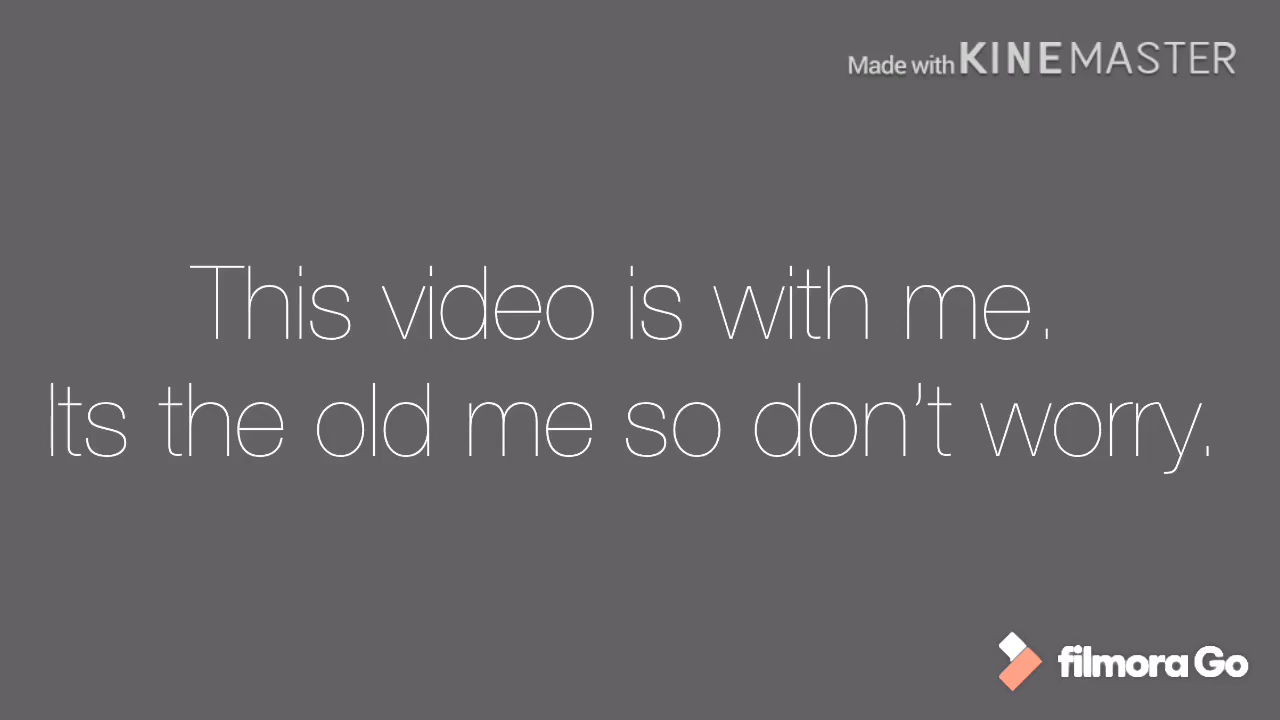 Made with KINEMASTER
This video is with me.
Its the old me so don't worry.
filmora Go